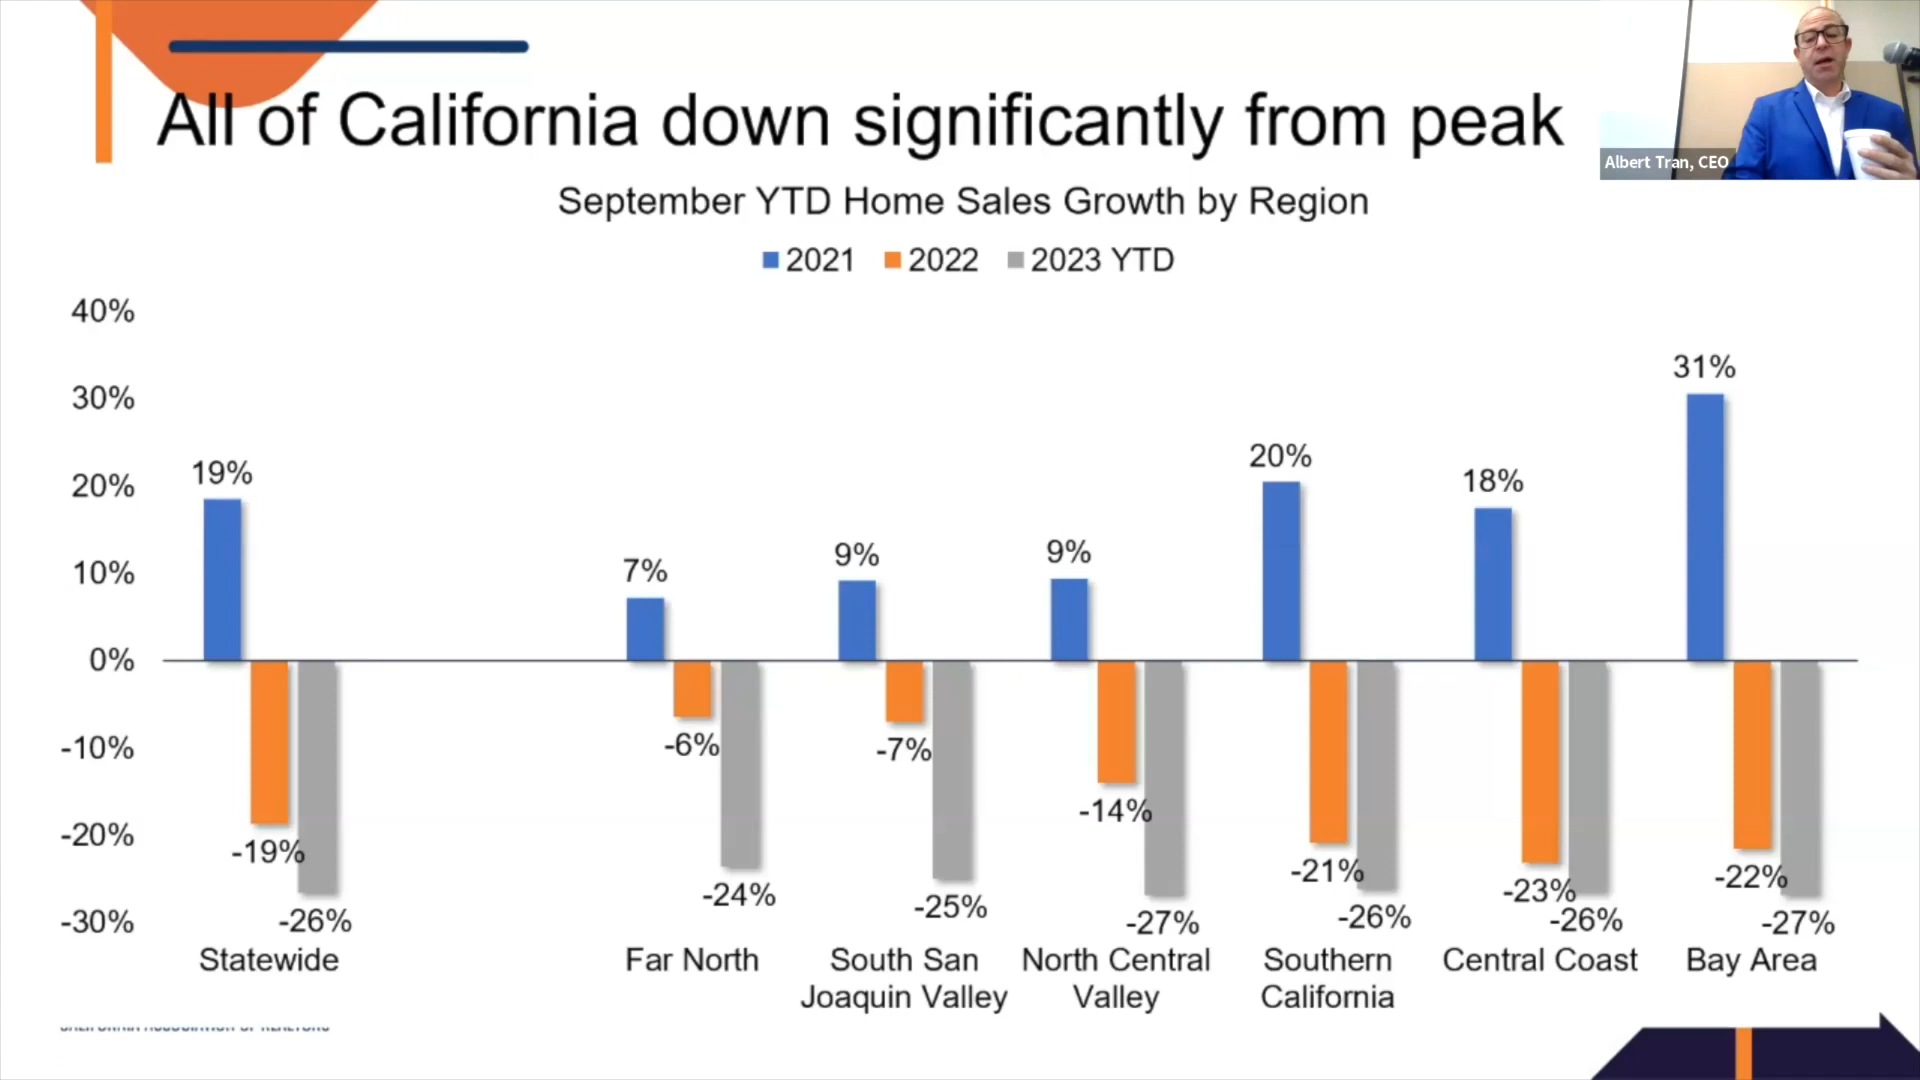 All of California down significantly from peak
Albert Tran, CEO
September YTD Home Sales Growth by Region
2021 2022 2023 YTD
40%
30%
20%
10%
0%
-10%
-20%
-30%
19% -19% -26%
7% -6% -24%
9% -7% -25%
9% -14% -27%
20% -21% -26%
18% -23% -26%
31% -22% -27%
Statewide
Far North
South San
Joaquin Valley
North Central
Valley
Southern
California
Central Coast
Bay Area